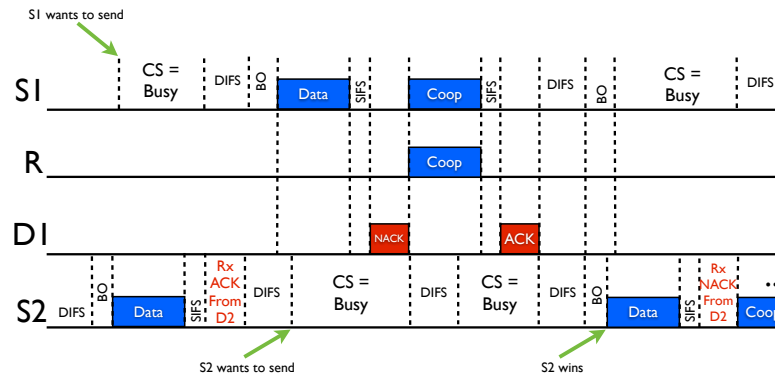 S1 wants to send
S1
CS =
Busy
DIFS
BO
Data
SIFS
Coop
SIFS
DIFS
BO
CS =
Busy
DIFS
R
Coop
D1
NACK
ACK
S2
DIFS
BO
Data
SIFS
Rx
ACK
From
D2
DIFS
CS =
Busy
DIFS
CS =
Busy
DIFS
BO
Data
SIFS
Rx
NACK
From
D2
..
Coop
S2 wants to send
S2 wins